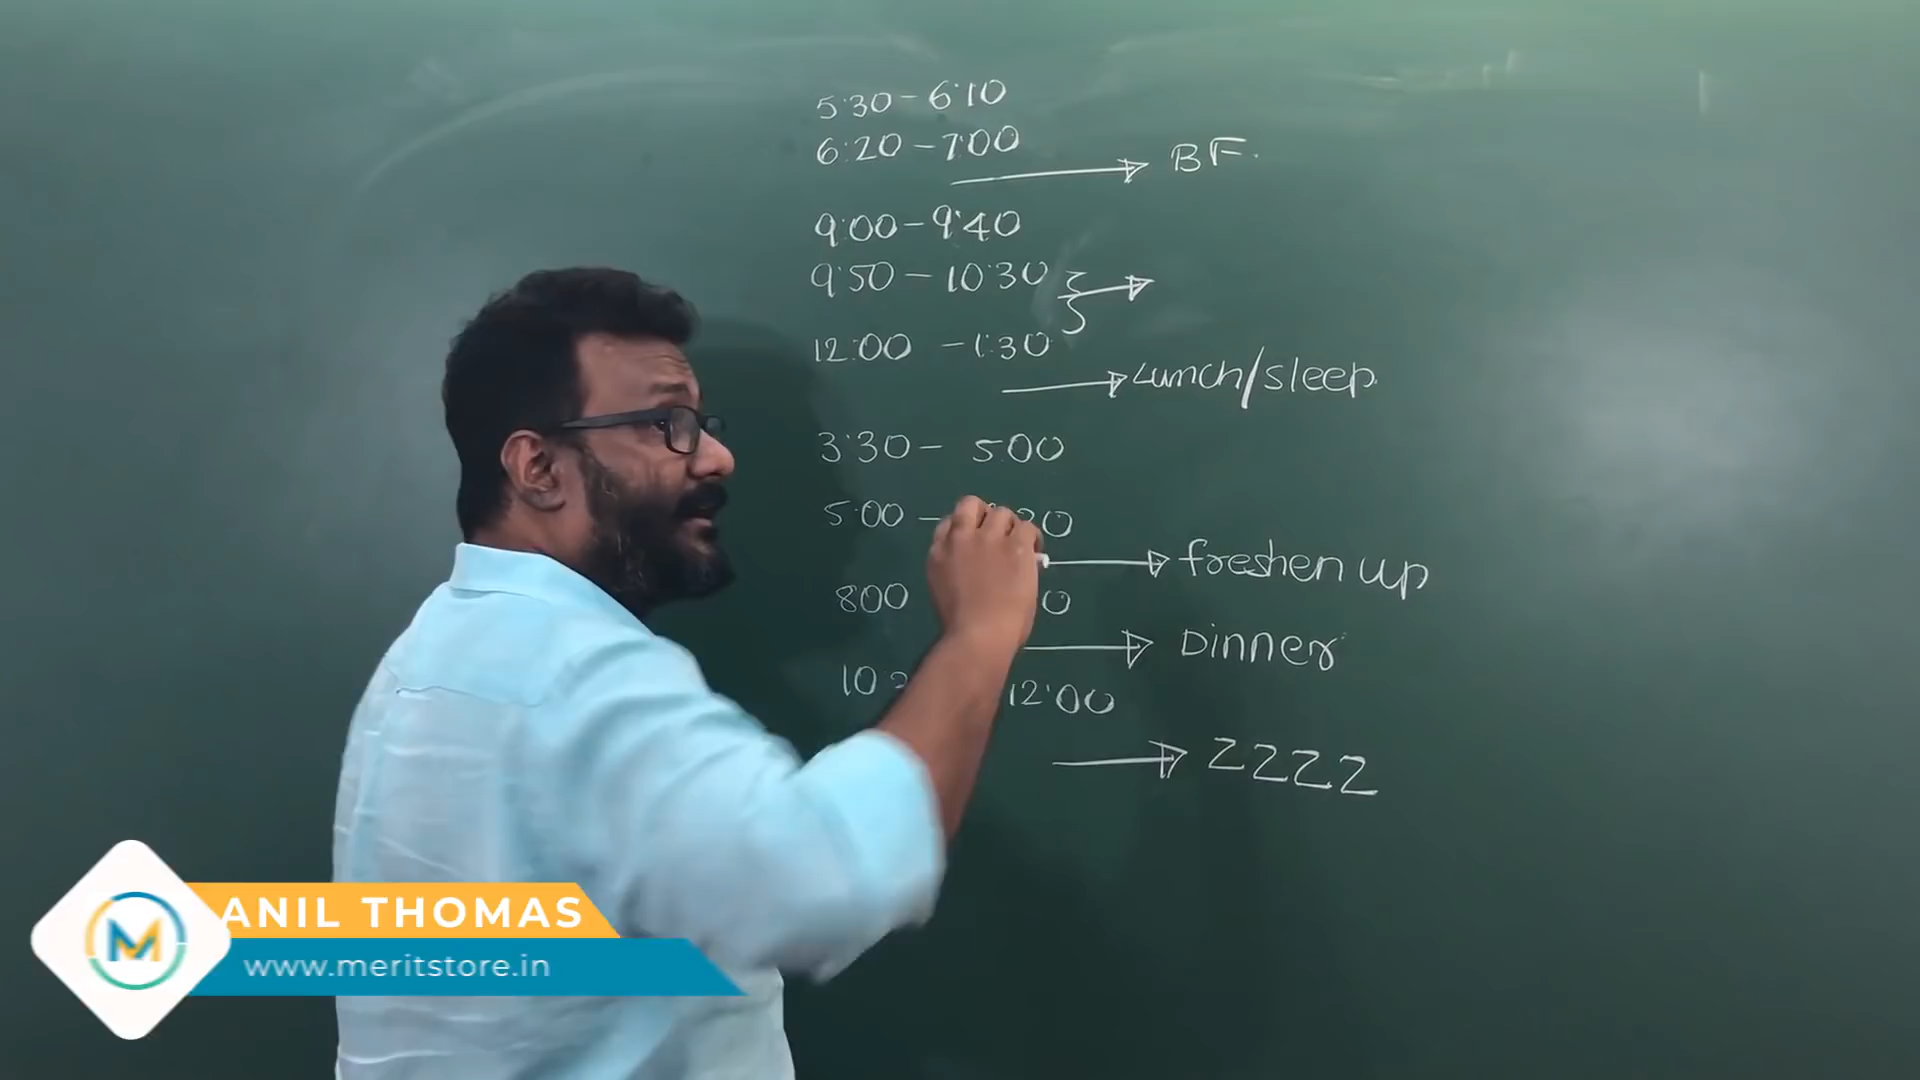 5:30 - 6:10
6:20 - 7:00
BF.
9:00 - 9:40
9:50 - 10:30
12:00 - 1:30
Lunch/sleep
3:30 - 5:00
5:00 -
freshen up
800
Dinner
12:00
ZZZZ
ANIL THOMAS
www.meritstore.in